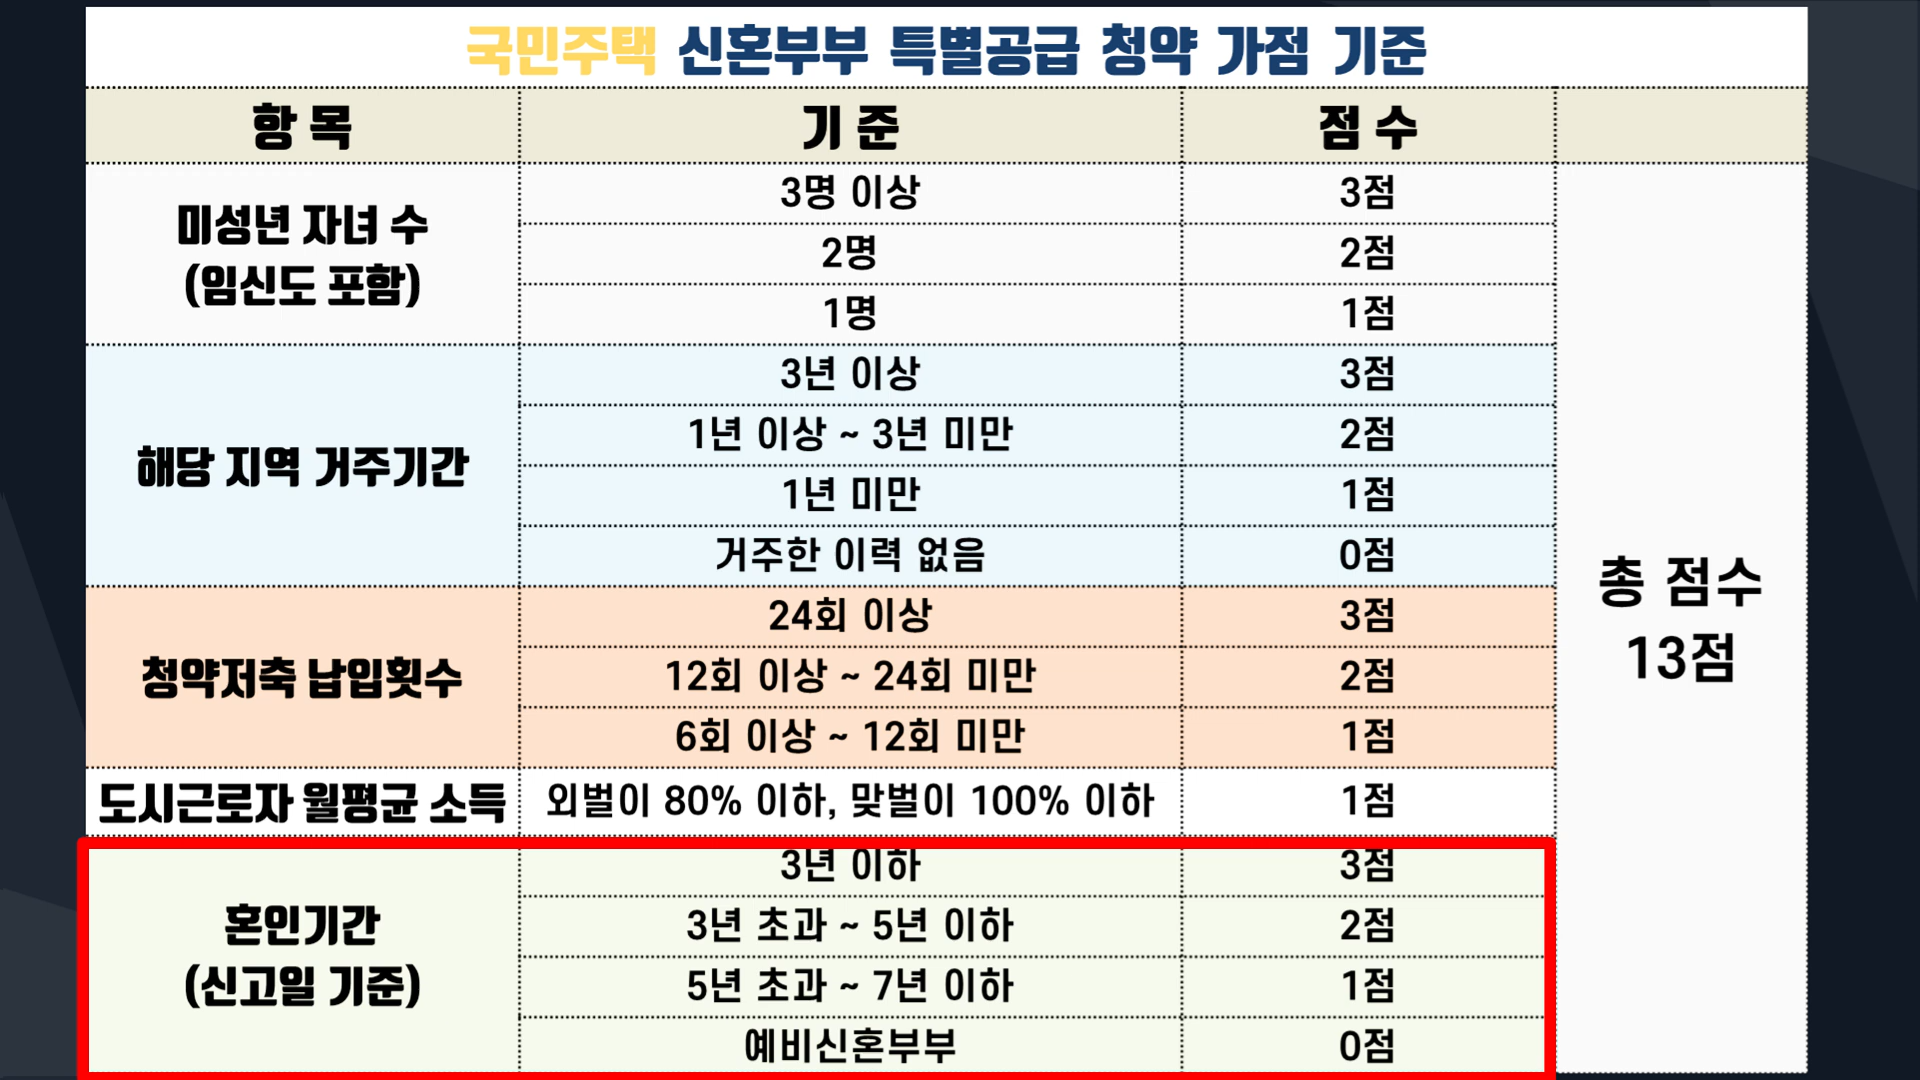 국민주택 신혼부부 특별공급 청약 가점 기준
항 목 기 준 점 수
미성년 자녀 수
(임신도 포함)
3명 이상 3점
2명 2점
1명 1점
해당 지역 거주기간
3년 이상 3점
1년 이상 ~ 3년 미만 2점
1년 미만 1점
거주한 이력 없음 0점
청약저축 납입횟수
24회 이상 3점
12회 이상 ~ 24회 미만 2점
6회 이상 ~ 12회 미만 1점
도시근로자 월평균 소득 외벌이 80% 이하, 맞벌이 100% 이하 1점
혼인기간
(신고일 기준)
3년 이하 3점
3년 초과 ~ 5년 이하 2점
5년 초과 ~ 7년 이하 1점
예비신혼부부 0점
총 점수
13점